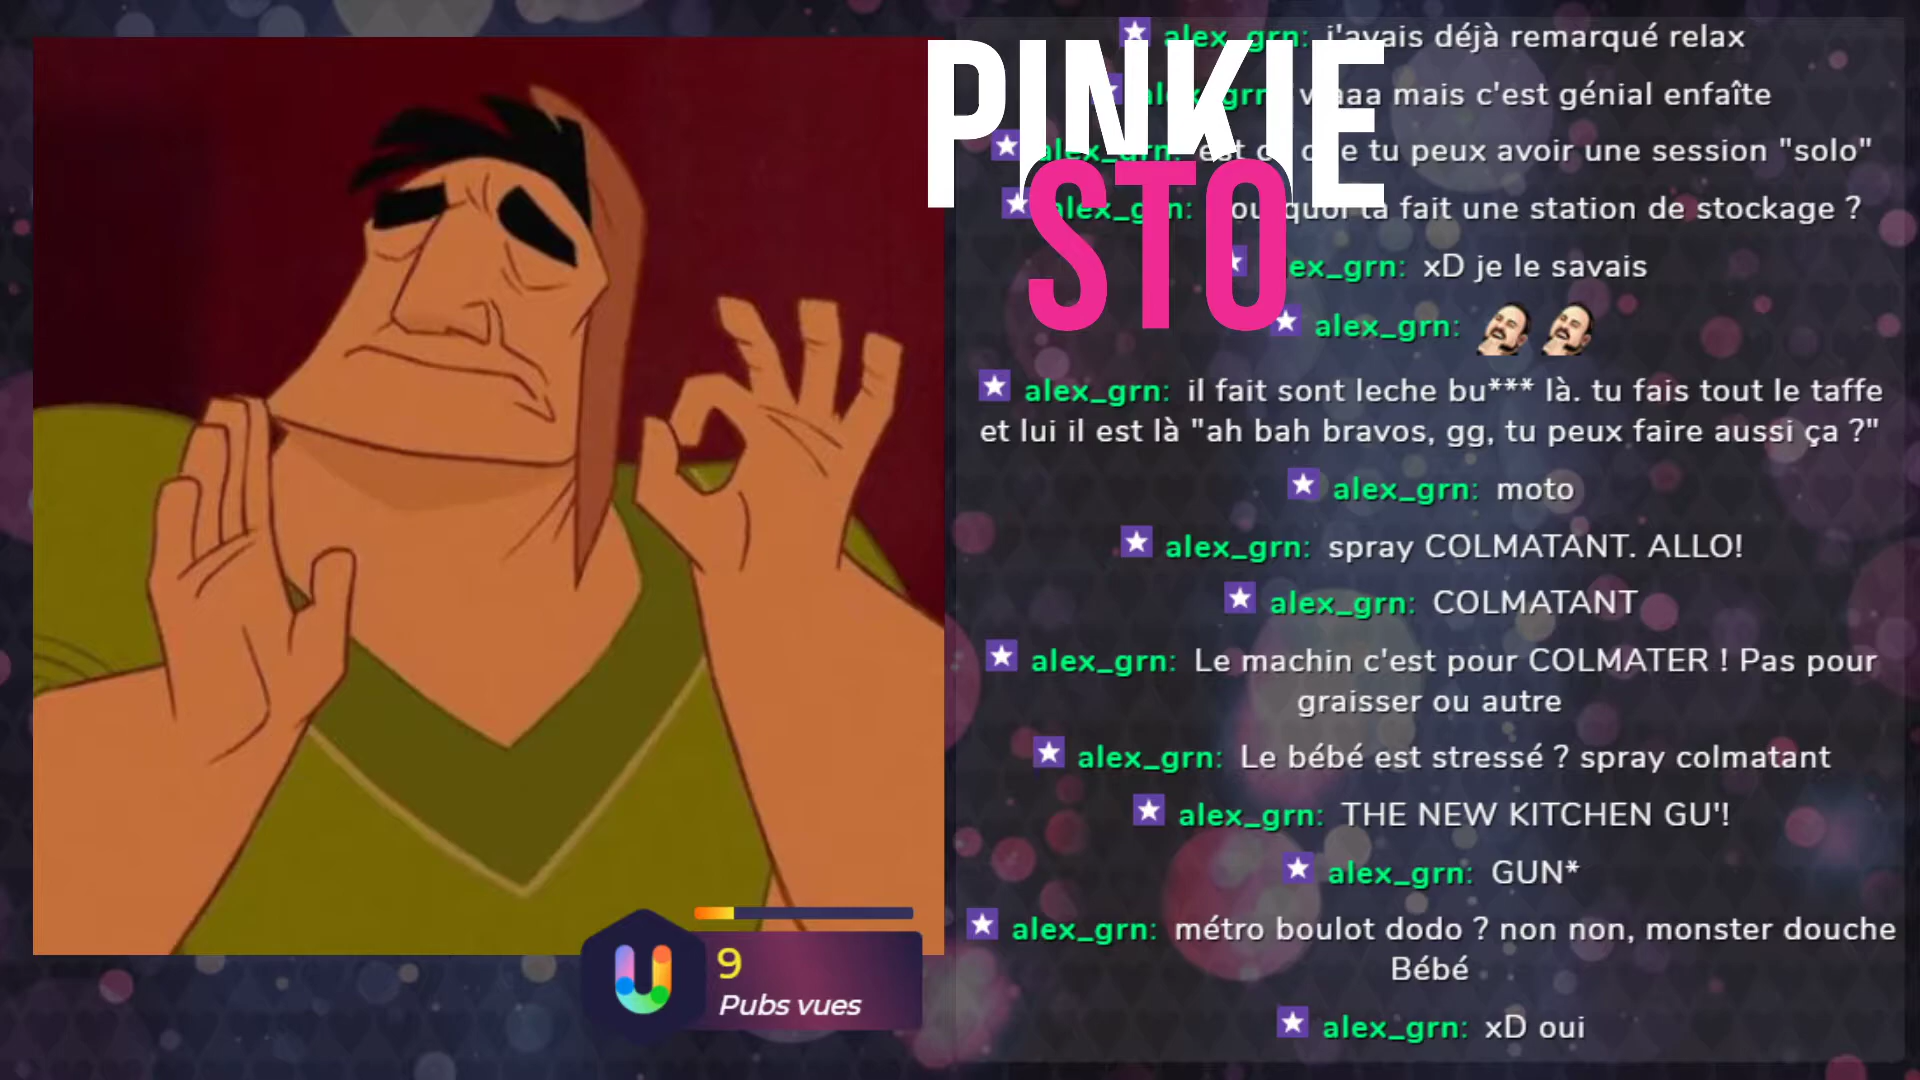 PINKIE
STO
alex_grn: j'avais déjà remarqué relax
mais c'est génial enfaîte
tu peux avoir une session "solo"
fait une station de stockage ?
xD je le savais
alex_grn:
alex_grn: il fait sont leche bu*** là. tu fais tout le taffe
et lui il est là "ah bah bravos, gg, tu peux faire aussi ça ?"
alex_grn: moto
alex_grn: spray COLMATANT. ALLO!
alex_grn: COLMATANT
alex_grn: Le machin c'est pour COLMATER ! Pas pour
graisser ou autre
alex_grn: Le bébé est stressé ? spray colmatant
alex_grn: THE NEW KITCHEN GU'!
alex_grn: GUN*
alex_grn: métro boulot dodo ? non non, monster douche
Bébé
alex_grn: xD oui
9
Pubs vues